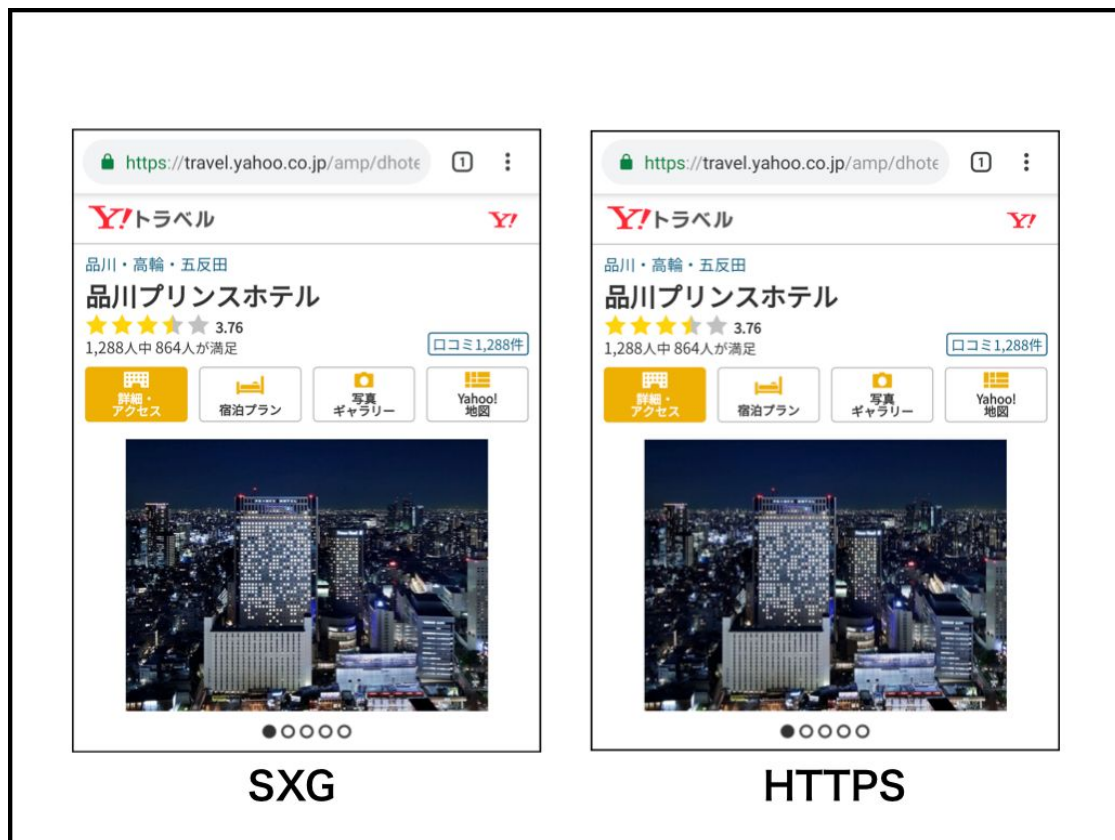 https://travel.yahoo.co.jp/amp/dhote
1
Y!トラベル
Y!
品川・高輪・五反田
品川プリンスホテル
3.76
1,288人中 864人が満足
口コミ1,288件
詳細・
アクセス
宿泊プラン
写真
ギャラリー
Yahoo!
地図
SXG
https://travel.yahoo.co.jp/amp/dhote
1
Y!トラベル
Y!
品川・高輪・五反田
品川プリンスホテル
3.76
1,288人中 864人が満足
口コミ1,288件
詳細・
アクセス
宿泊プラン
写真
ギャラリー
Yahoo!
地図
HTTPS